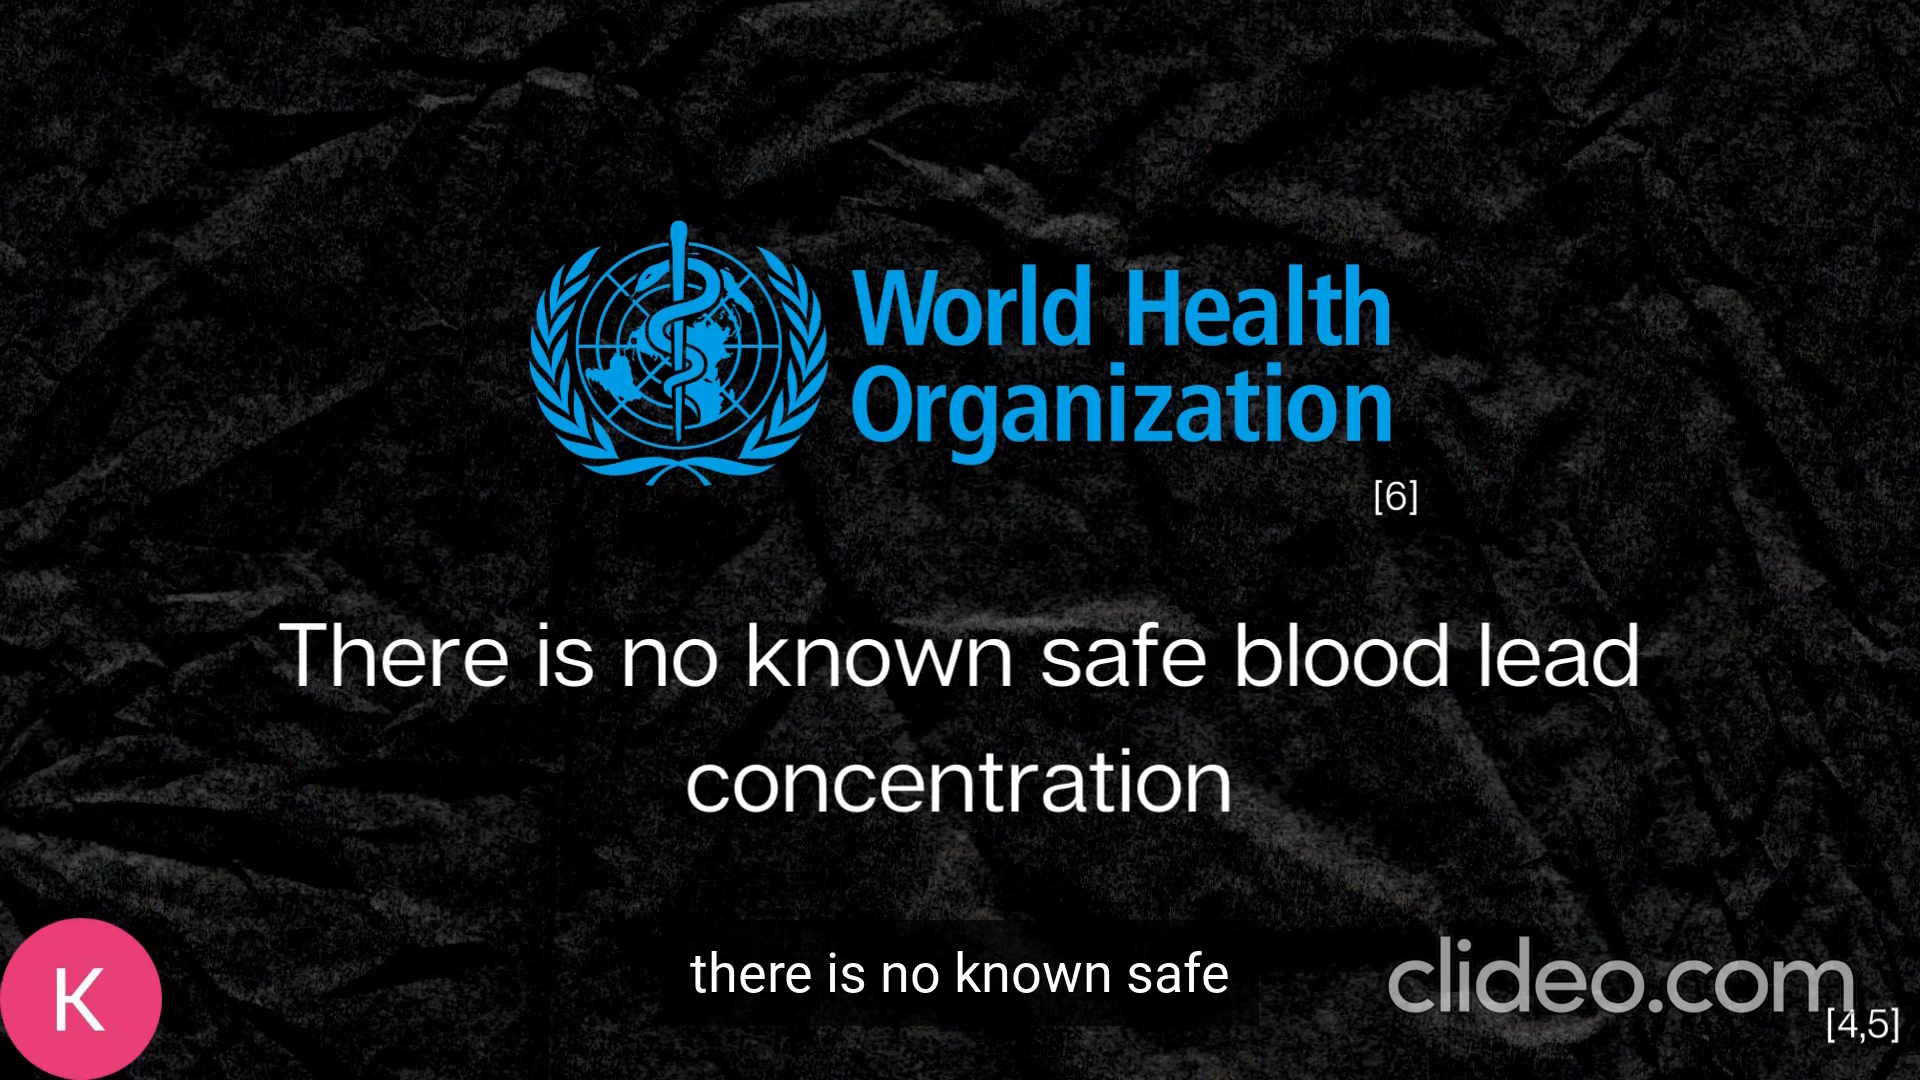 World Health
Organization
[6]
There is no known safe blood lead
concentration
there is no known safe
clideo.com
[4,5]
K